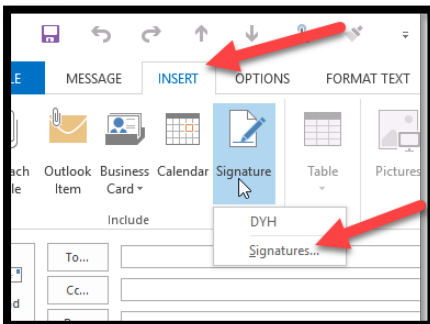 LE MESSAGE INSERT OPTIONS FORMAT TEXT
ach Outlook Business Calendar Signature Table Pictures
le Item Card
Include
DYH
Signatures...
To...
Cc...
d